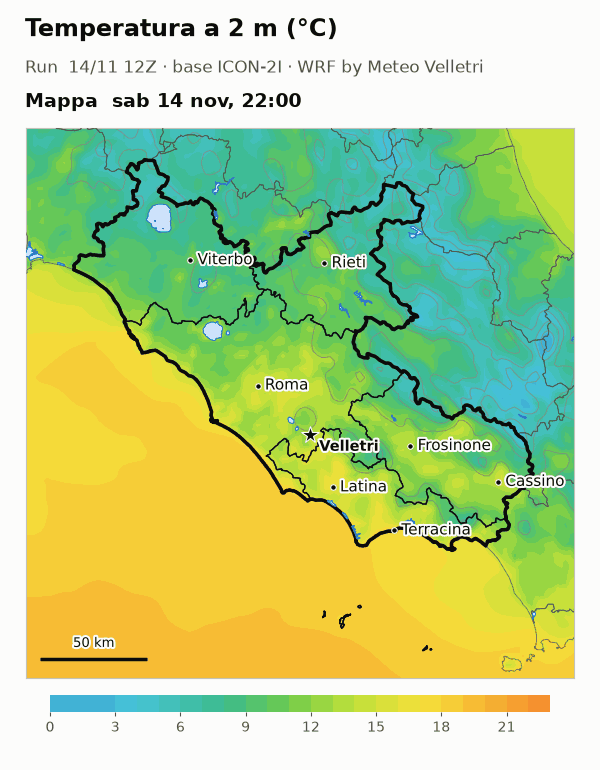 Temperatura a 2 m (°C)
Run  14/11 12Z · base ICON-2I · WRF by Meteo Velletri
Mappa  sab 14 nov, 22:00
Viterbo
Rieti
Roma
Velletri
Frosinone
Cassino
Latina
Terracina
50 km
0 3 6 9 12 15 18 21